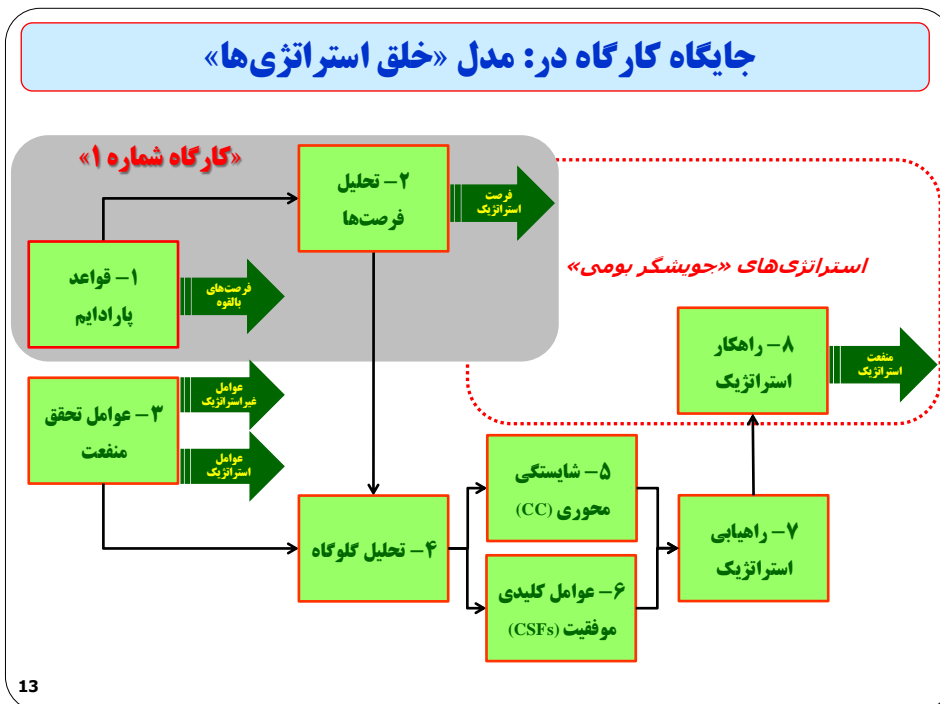 جایگاه کارگاه در: مدل «خلق استراتژی‌ها»
«کارگاه شماره ۱»
۲- تحلیل
فرصت‌ها
فرصت
استراتژیک
۱- قواعد
پارادایم
فرصت‌های
بالقوه
استراتژی‌های «جویشگر بومی»
۸- راهکار
استراتژیک
منفعت
استراتژیک
۳- عوامل تحقق
منفعت
عوامل
غیراستراتژیک
عوامل
استراتژیک
۴- تحلیل گلوگاه
۵- شایستگی
محوری (CC)
۶- عوامل کلیدی
موفقیت (CSFs)
۷- راهیابی
استراتژیک
13